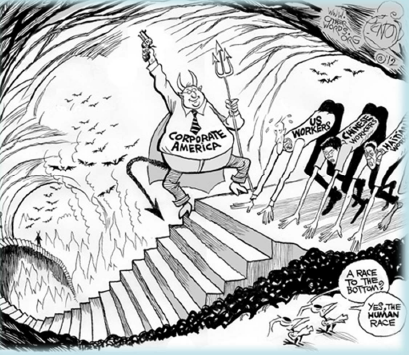 CORPORATE
AMERICA
US
WORKERS
CHINESE
WORKERS
A RACE
TO THE
BOTTOM?
YES, THE
HUMAN
RACE